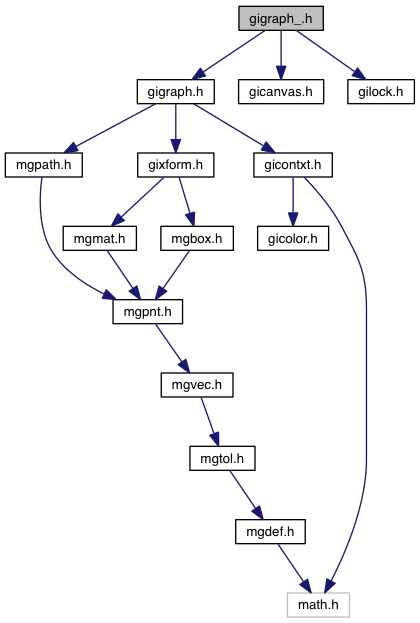 gigraph_.h
gigraph.h
gicanvas.h
gilock.h
mgpath.h
gixform.h
gicontxt.h
mgmat.h
mgbox.h
gicolor.h
mgpnt.h
mgvec.h
mgtol.h
mgdef.h
math.h